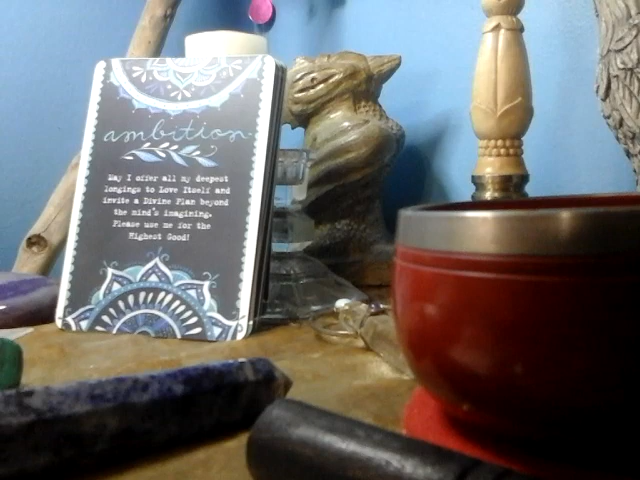 ambition
May I offer all my deepest
longings to Love Itself and
invite a Divine Plan beyond
the mind's imagining.
Please use me for the
Highest Good!